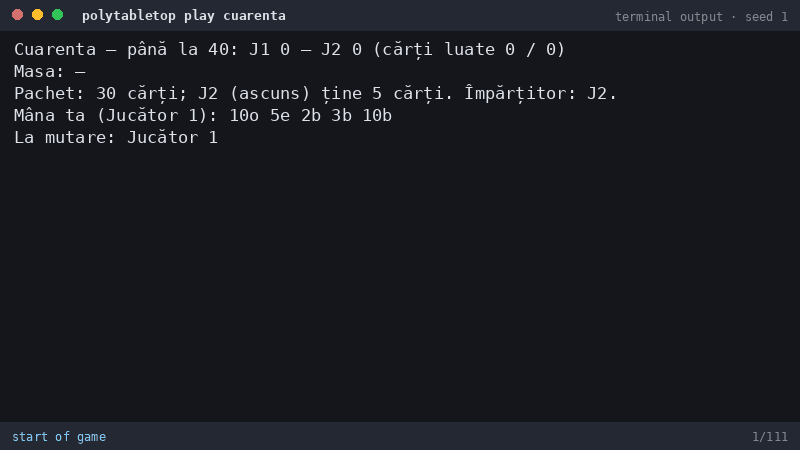 polytabletop play cuarenta
terminal output · seed 1
Cuarenta — până la 40: J1 0 — J2 0 (cărți luate 0 / 0)
Masa: —
Pachet: 30 cărți; J2 (ascuns) ține 5 cărți. Împărțitor: J2.
Mâna ta (Jucător 1): 10o 5e 2b 3b 10b
La mutare: Jucător 1
start of game
1/111